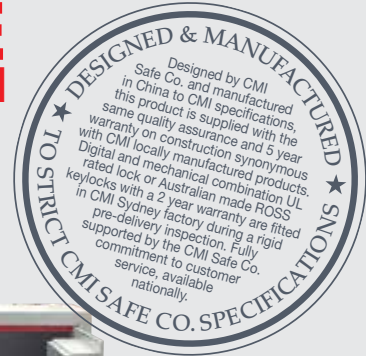 ★ DESIGNED & MANUFACTURED ★
TO STRICT CMI SAFE CO. SPECIFICATIONS
Designed by CMI
Safe Co. and manufactured
in China to CMI specifications,
this product is supplied with the
same quality assurance and 5 year
warranty on construction synonymous
with CMI locally manufactured products.
Digital and mechanical combination UL
rated lock or Australian made ROSS
keylocks with a 2 year warranty are fitted
in CMI Sydney factory during a rigid
pre-delivery inspection. Fully
supported by the CMI Safe Co.
commitment to customer
service, available
nationally.